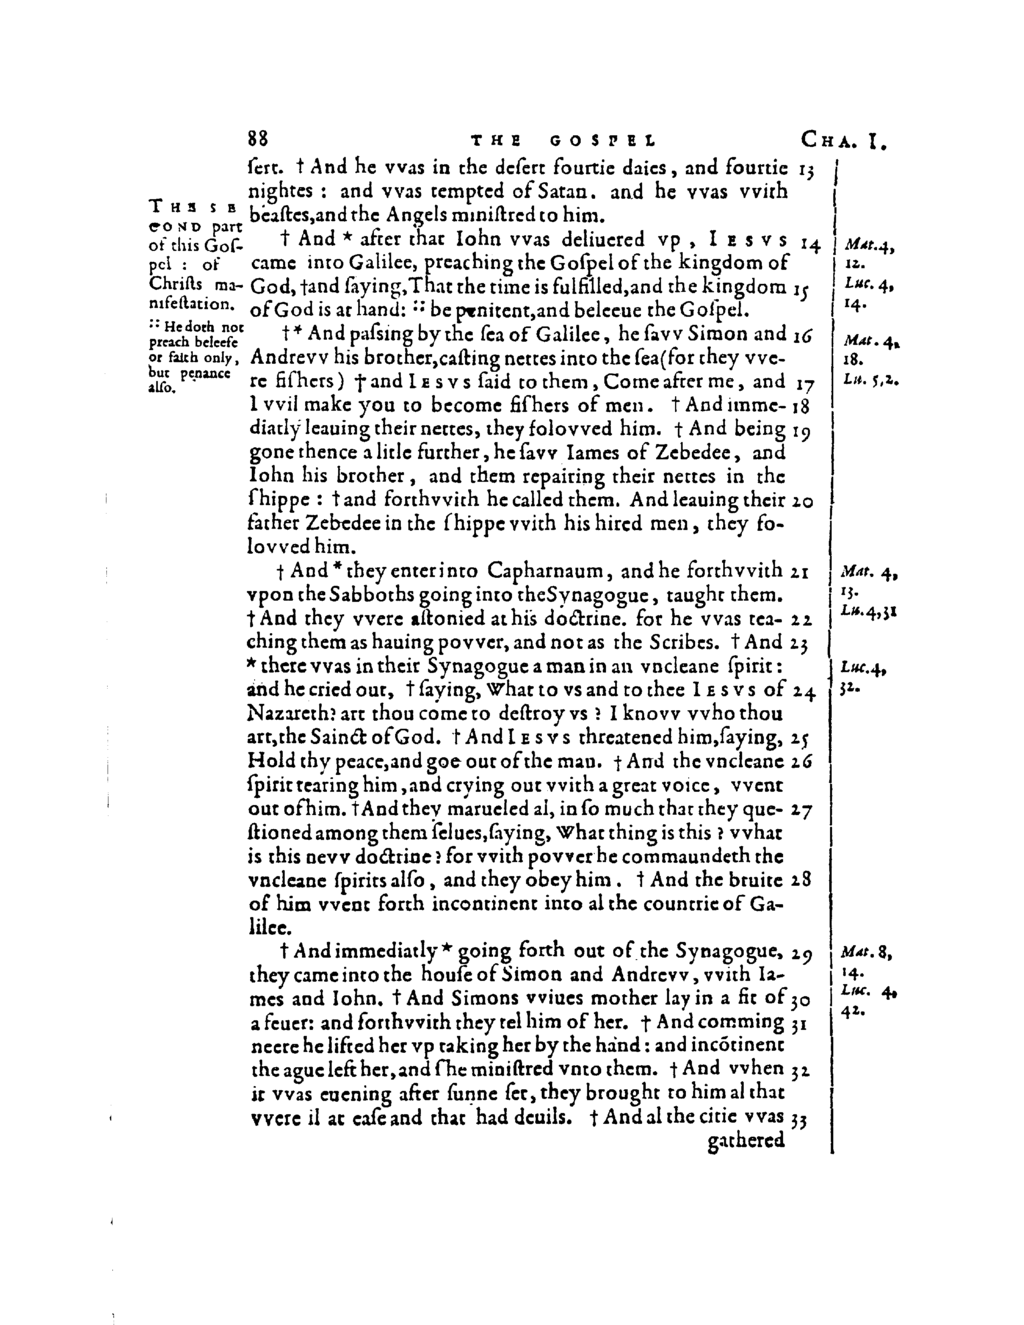 88 THE GOSPEL CHA. I.
ſert. † And he vvas in the deſert fourtie daies, and fourtie 13
nightes : and vvas tempted of Satan. and he vvas vvith
beaſtes, and the Angels miniſtred to him.
† And * after that Iohn vvas deliuered vp, IESVS 14
came into Galilee, preaching the Goſpel of the kingdom of
God, † and ſaying, That the time is fulfilled, and the kingdom 15
of God is at hand: :: be penitent, and beleeue the Goſpel.
† * And paſsing by the ſea of Galilee, he ſavv Simon and 16
Andrevv his brother, caſting nettes into the ſea (for they vve-
re fiſhers) † and IESVS ſaid to them, Come after me, and 17
I vvil make you to become fiſhers of men. † And imme- 18
diatly leauing their nettes, they folovved him. † And being 19
gone thence a litle further, he ſavv Iames of Zebedee, and
Iohn his brother, and them repairing their nettes in the
ſhippe : † and forthvvith he called them. And leauing their 20
father Zebedee in the ſhippe vvith his hired men, they fo-
lovved him.
† And * they enter into Capharnaum, and he forthvvith 21
vpon the Sabboths going into the Synagogue, taught them.
† And they vvere aſtonied at his doctrine. for he vvas tea- 22
ching them as hauing povver, and not as the Scribes. † And 23
* there vvas in their Synagogue a man in an vncleane ſpirit :
and he cried out, † ſaying, What to vs and to thee IESVS of 24
Nazareth? art thou come to deſtroy vs ? I knovv vvho thou
art, the Sainct of God. † And IESVS threatened him, ſaying, 25
Hold thy peace, and goe out of the man. † And the vncleane 26
ſpirit tearing him, and crying out vvith a great voice, vvent
out of him. † And they marueled al, in ſo much that they que- 27
ſtioned among them ſelues, ſaying, What thing is this ? vvhat
is this nevv doctrine? for vvith povver he commaundeth the
vncleane ſpirits alſo, and they obey him. † And the bruite 28
of him vvent forth incontinent into al the countrie of Ga-
lilee.
† And immediatly * going forth out of the Synagogue, 29
they came into the houſe of Simon and Andrevv, vvith Ia-
mes and Iohn. † And Simons vviues mother lay in a fit of 30
a feuer: and forthvvith they tel him of her. † And comming 31
neere he lifted her vp taking her by the hand : and incōtinent
the ague left her, and ſhe miniſtred vnto them. † And vvhen 32
it vvas euening after ſunne ſet, they brought to him al that
vvere il at eaſe and that had deuils. † And al the citie vvas 33
gathered
THE SE
COND part
of this Goſ-
pel : of
Chriſts ma-
nifeſtation.
:: He doth not
preach beleefe
or faith only,
but penance
alſo.
Mat. 4,
12.
Luc. 4,
14.
Mat. 4,
18.
Lu. 5, 2.
Mat. 4,
13.
Lu. 4, 31
Luc. 4,
32.
Mat. 8,
14.
Luc. 4,
42.